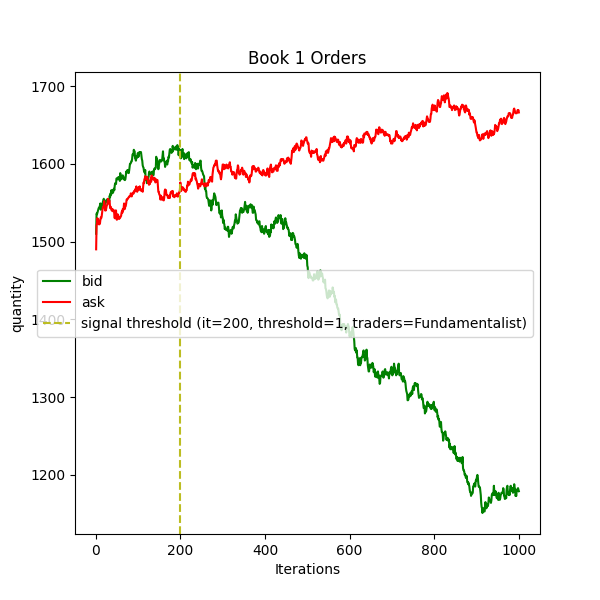 Book 1 Orders
1700
1600
1500
1400
1300
1200
quantity
bid
ask
signal threshold (it=200, threshold=1, traders=Fundamentalist)
0
200
400
600
800
1000
Iterations